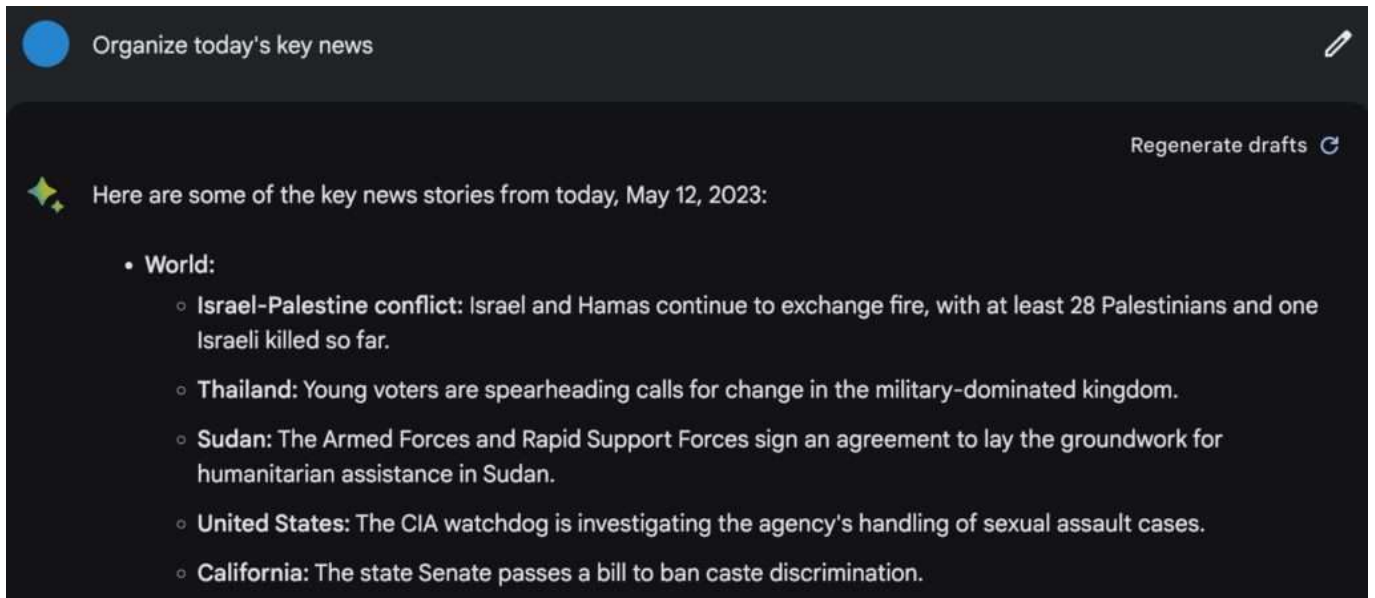 Organize today's key news
Regenerate drafts
Here are some of the key news stories from today, May 12, 2023:
• World:
○ Israel-Palestine conflict: Israel and Hamas continue to exchange fire, with at least 28 Palestinians and one
Israeli killed so far.
○ Thailand: Young voters are spearheading calls for change in the military-dominated kingdom.
○ Sudan: The Armed Forces and Rapid Support Forces sign an agreement to lay the groundwork for
humanitarian assistance in Sudan.
○ United States: The CIA watchdog is investigating the agency's handling of sexual assault cases.
○ California: The state Senate passes a bill to ban caste discrimination.